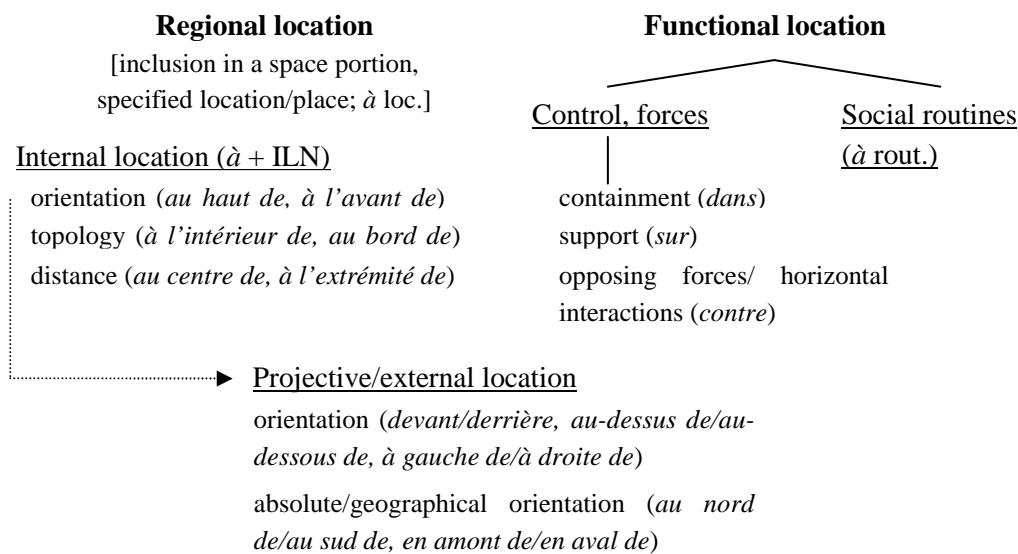 Regional location
[inclusion in a space portion,
specified location/place; à loc.]
Internal location (à + ILN)
orientation (au haut de, à l'avant de)
topology (à l'intérieur de, au bord de)
distance (au centre de, à l'extrémité de)
Functional location
Control, forces
Social routines
(à rout.)
containment (dans)
support (sur)
opposing forces/ horizontal
interactions (contre)
Projective/external location
orientation (devant/derrière, au-dessus de/au-
dessous de, à gauche de/à droite de)
absolute/geographical orientation (au nord
de/au sud de, en amont de/en aval de)